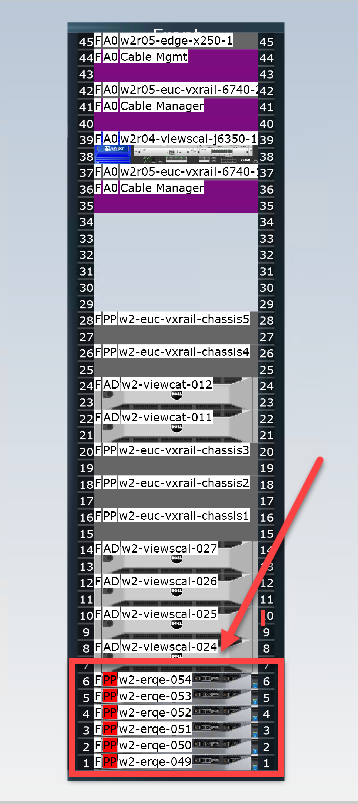 45 F A0 w2r05-edge-x250-1 45
44 F A0 Cable Mgmt 44
43 43
42 F A0 w2r05-euc-vxrail-6740- 42
41 F A0 Cable Manager 41
40 40
39 F A0 w2r04-viewscal-j6350-1 39
38 38
37 F A0 w2r05-euc-vxrail-6740- 37
36 F A0 Cable Manager 36
35 35
34 34
33 33
32 32
31 31
30 30
29 29
28 F PP w2-euc-vxrail-chassis5 28
27 27
26 F PP w2-euc-vxrail-chassis4 26
25 25
24 F AD w2-viewcat-012 24
23 23
22 F AD w2-viewcat-011 22
21 21
20 F PP w2-euc-vxrail-chassis3 20
19 19
18 F PP w2-euc-vxrail-chassis2 18
17 17
16 F PP w2-euc-vxrail-chassis1 16
15 15
14 F AD w2-viewscal-027 14
13 13
12 F AD w2-viewscal-026 12
11 11
10 F AD w2-viewscal-025 10
9 9
8 F AD w2-viewscal-024 8
7 7
6 F PP w2-erqe-054 6
5 F PP w2-erqe-053 5
4 F PP w2-erqe-052 4
3 F PP w2-erqe-051 3
2 F PP w2-erqe-050 2
1 F PP w2-erqe-049 1